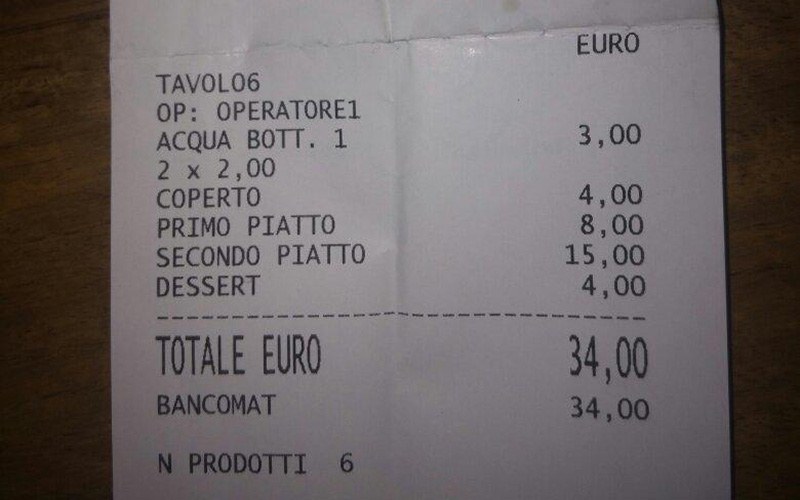 EURO
TAVOLO6
OP: OPERATORE1
ACQUA BOTT. 1 3,00
2 x 2,00
COPERTO 4,00
PRIMO PIATTO 8,00
SECONDO PIATTO 15,00
DESSERT 4,00
TOTALE EURO 34,00
BANCOMAT 34,00
N PRODOTTI 6